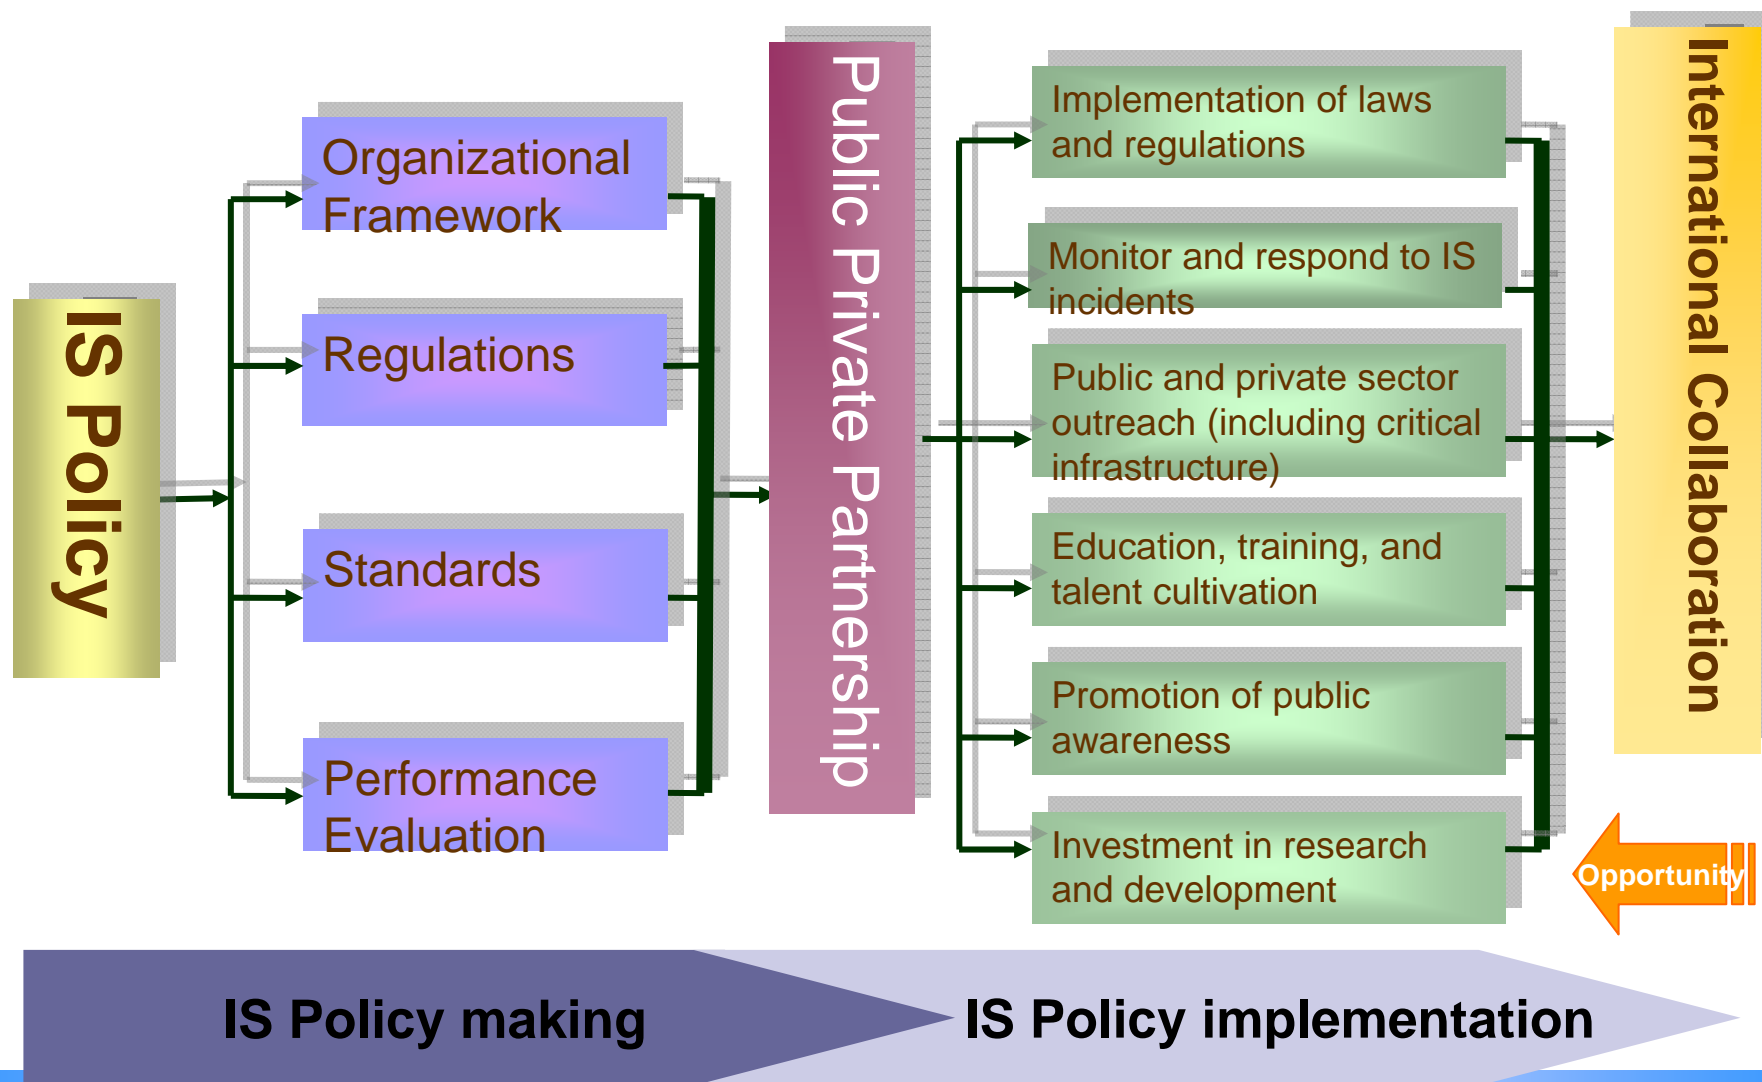 IS Policy
Organizational
Framework
Regulations
Standards
Performance
Evaluation
Public Private Partnership
Implementation of laws
and regulations
Monitor and respond to IS
incidents
Public and private sector
outreach (including critical
infrastructure)
Education, training, and
talent cultivation
Promotion of public
awareness
Investment in research
and development
International Collaboration
Opportunity
IS Policy making
IS Policy implementation